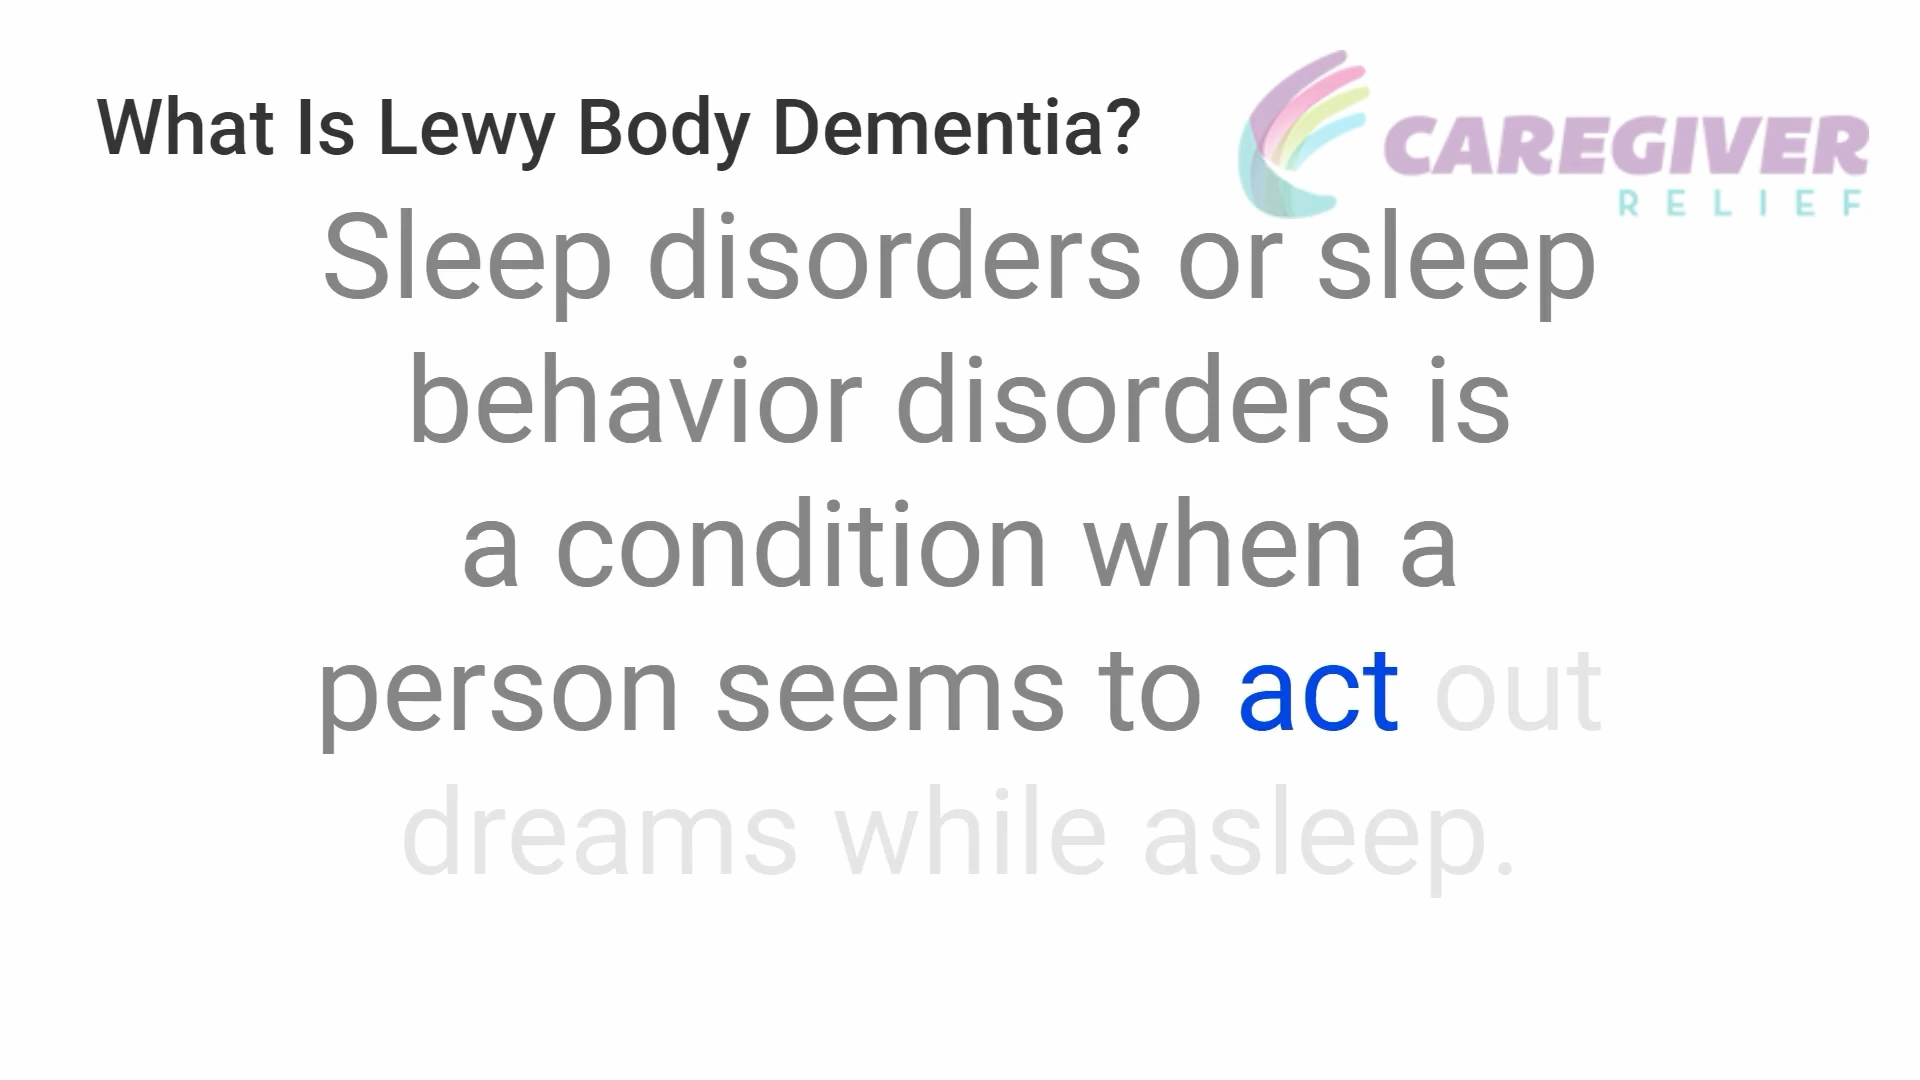 What Is Lewy Body Dementia?
CAREGIVER
RELIEF
Sleep disorders or sleep
behavior disorders is
a condition when a
person seems to act out
dreams while asleep.